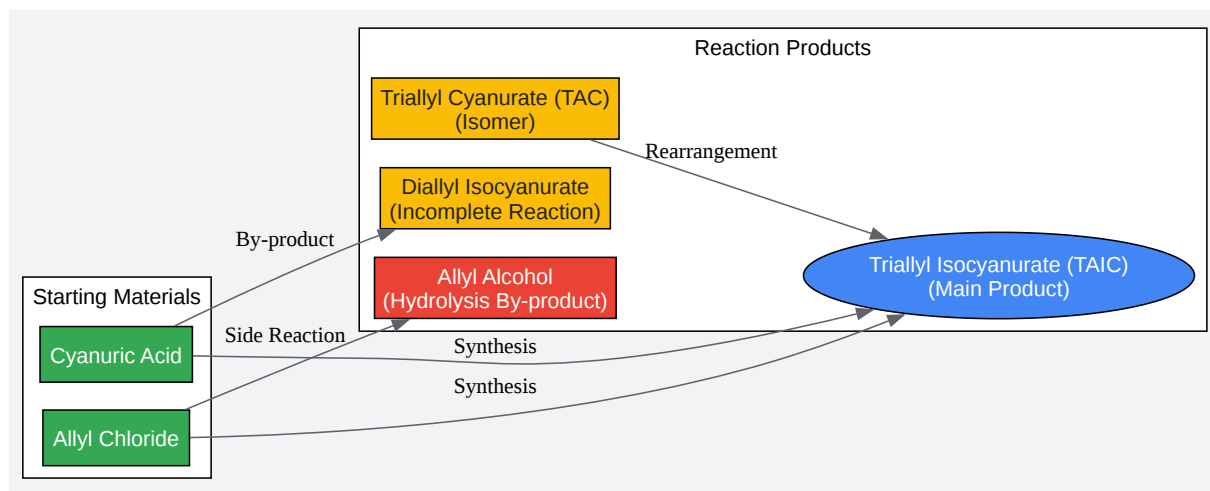 Reaction Products
Triallyl Cyanurate (TAC)
(Isomer)
Rearrangement
Diallyl Isocyanurate
(Incomplete Reaction)
By-product
Triallyl Isocyanurate (TAIC)
(Main Product)
Allyl Alcohol
(Hydrolysis By-product)
Starting Materials
Side Reaction
Cyanuric Acid
Synthesis
Synthesis
Allyl Chloride